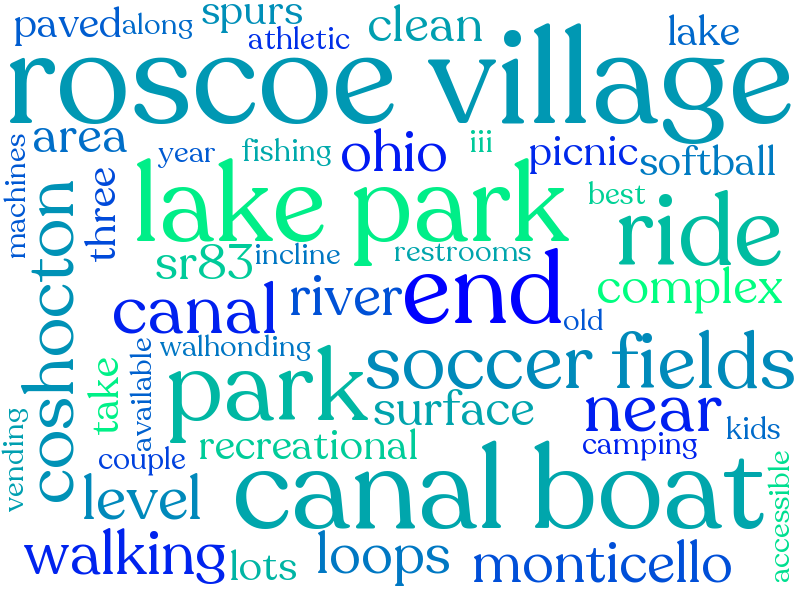 paved along spurs athletic clean lake
roscoe village
machines area year fishing ohio iii picnic softball
three lake park best ride
coshocton sr83 incline restrooms complex
canal river end old
take available walhonding park soccer fields
surface near kids
vending couple recreational camping
level canal boat accessible
walking lots loops monticello